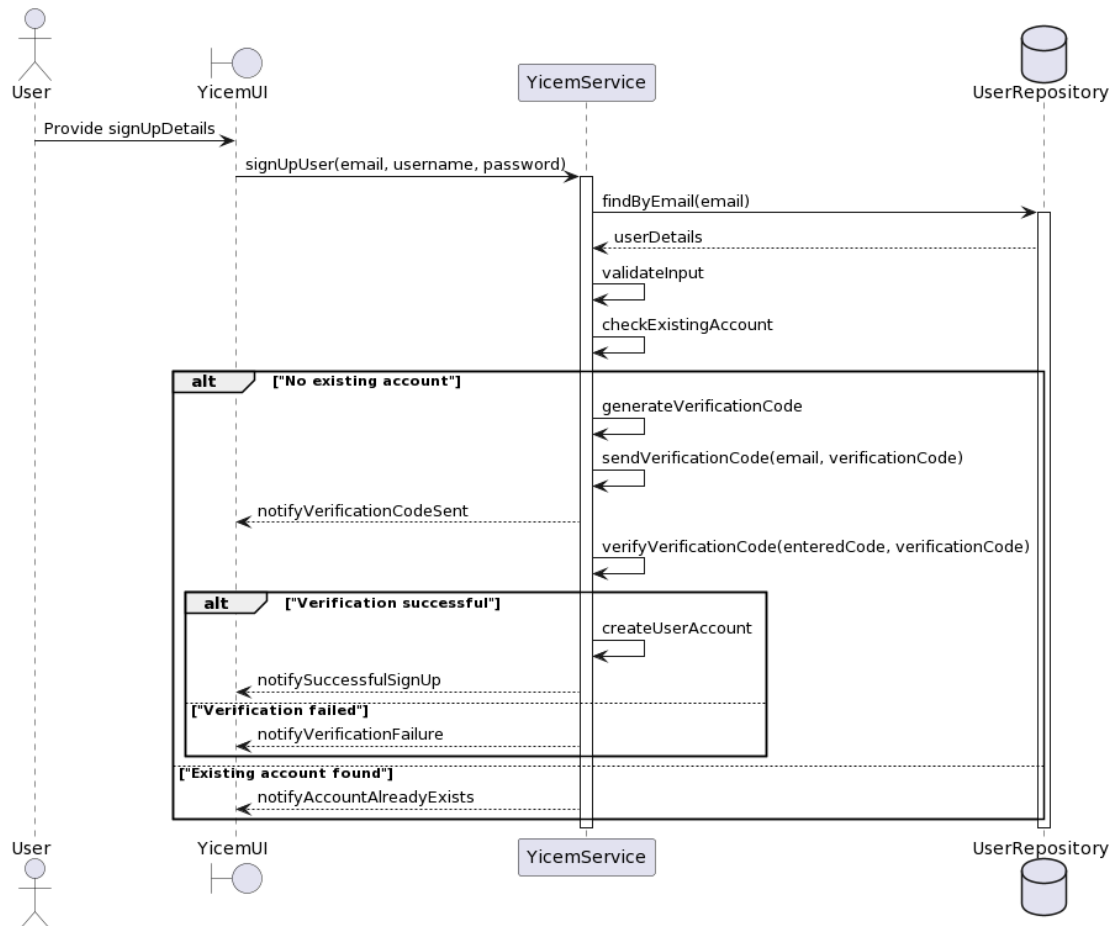 User
YicemUI
YicemService
UserRepository
Provide signUpDetails
signUpUser(email, username, password)
findByEmail(email)
userDetails
validateInput
checkExistingAccount
alt ["No existing account"]
generateVerificationCode
sendVerificationCode(email, verificationCode)
notifyVerificationCodeSent
verifyVerificationCode(enteredCode, verificationCode)
alt ["Verification successful"]
createUserAccount
notifySuccessfulSignUp
["Verification failed"]
notifyVerificationFailure
["Existing account found"]
notifyAccountAlreadyExists
User
YicemUI
YicemService
UserRepository